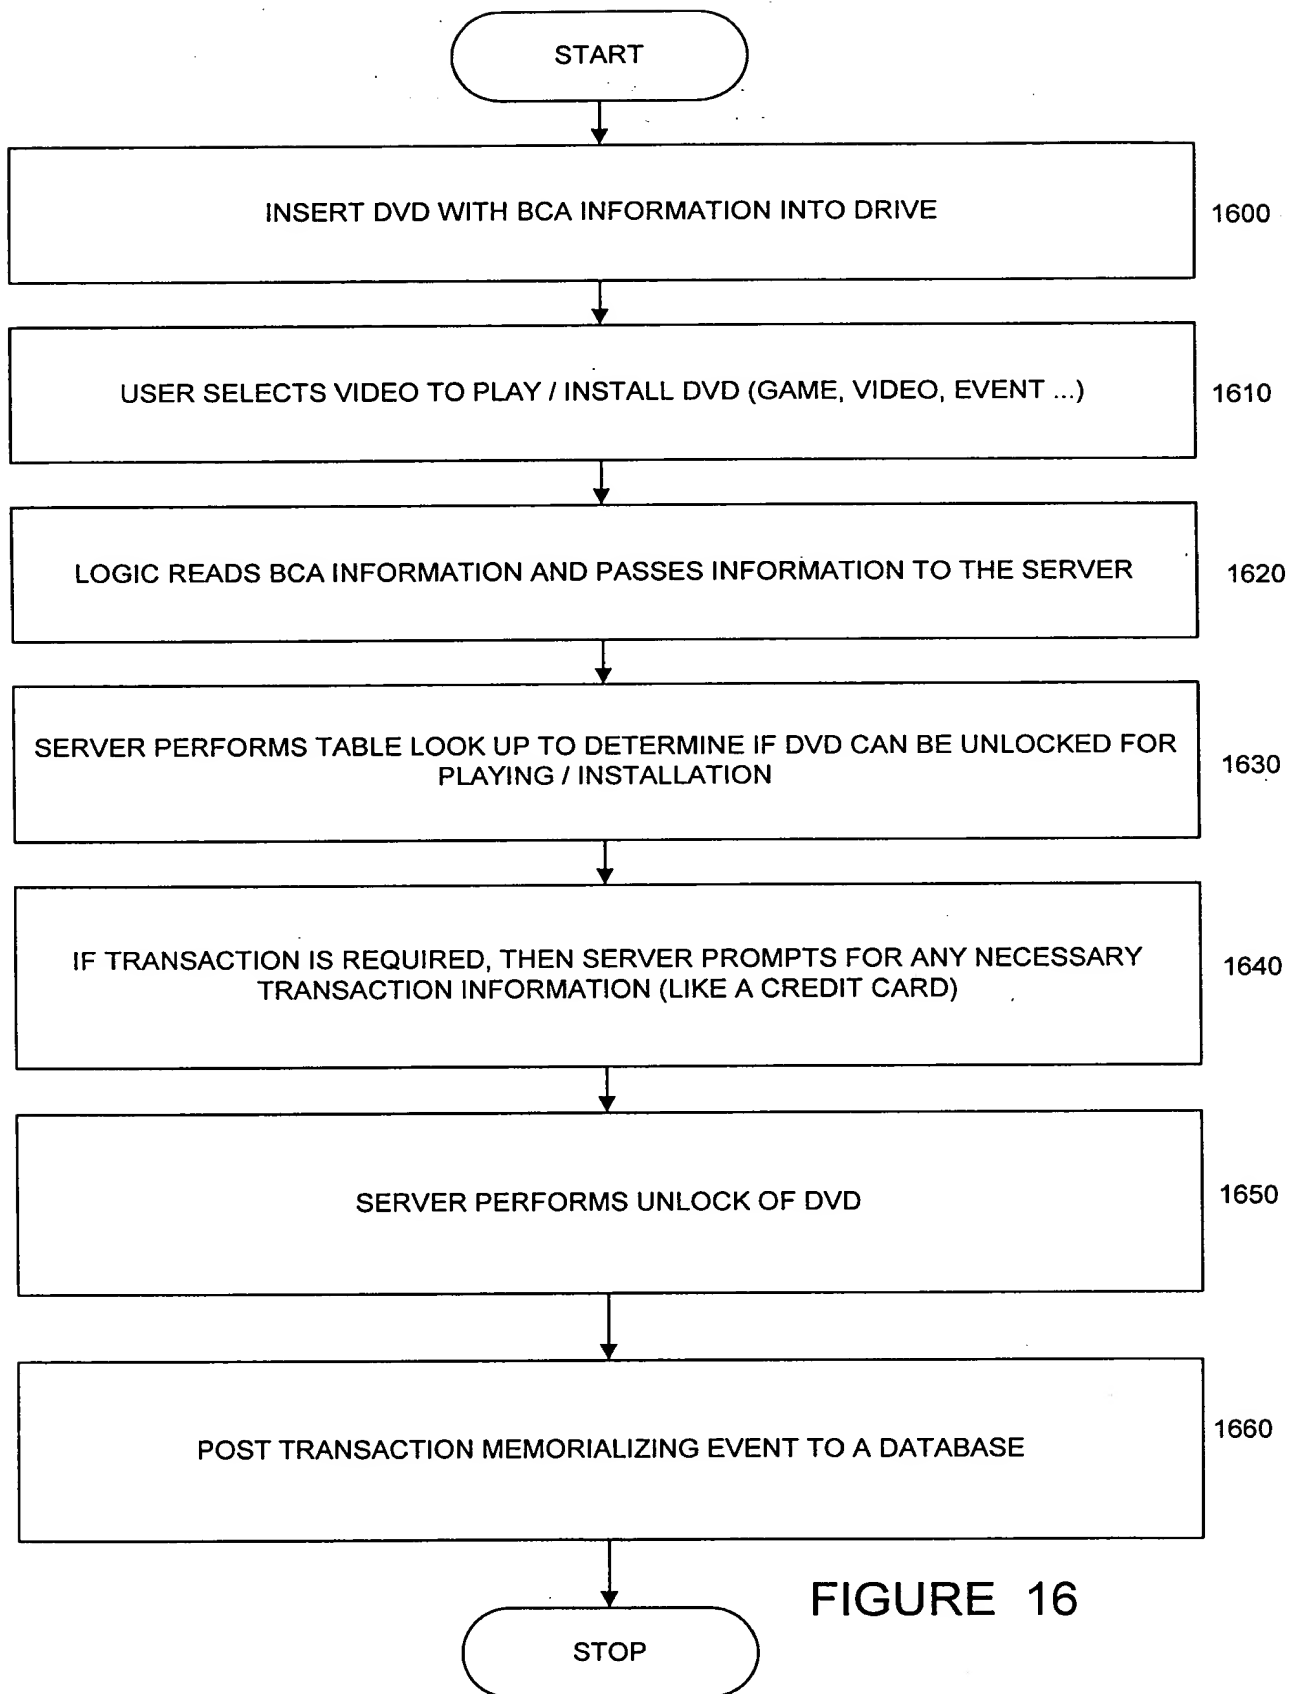 START
INSERT DVD WITH BCA INFORMATION INTO DRIVE
1600
USER SELECTS VIDEO TO PLAY / INSTALL DVD (GAME, VIDEO, EVENT ...)
1610
LOGIC READS BCA INFORMATION AND PASSES INFORMATION TO THE SERVER
1620
SERVER PERFORMS TABLE LOOK UP TO DETERMINE IF DVD CAN BE UNLOCKED FOR
PLAYING / INSTALLATION
1630
IF TRANSACTION IS REQUIRED, THEN SERVER PROMPTS FOR ANY NECESSARY
TRANSACTION INFORMATION (LIKE A CREDIT CARD)
1640
SERVER PERFORMS UNLOCK OF DVD
1650
POST TRANSACTION MEMORIALIZING EVENT TO A DATABASE
1660
FIGURE 16
STOP